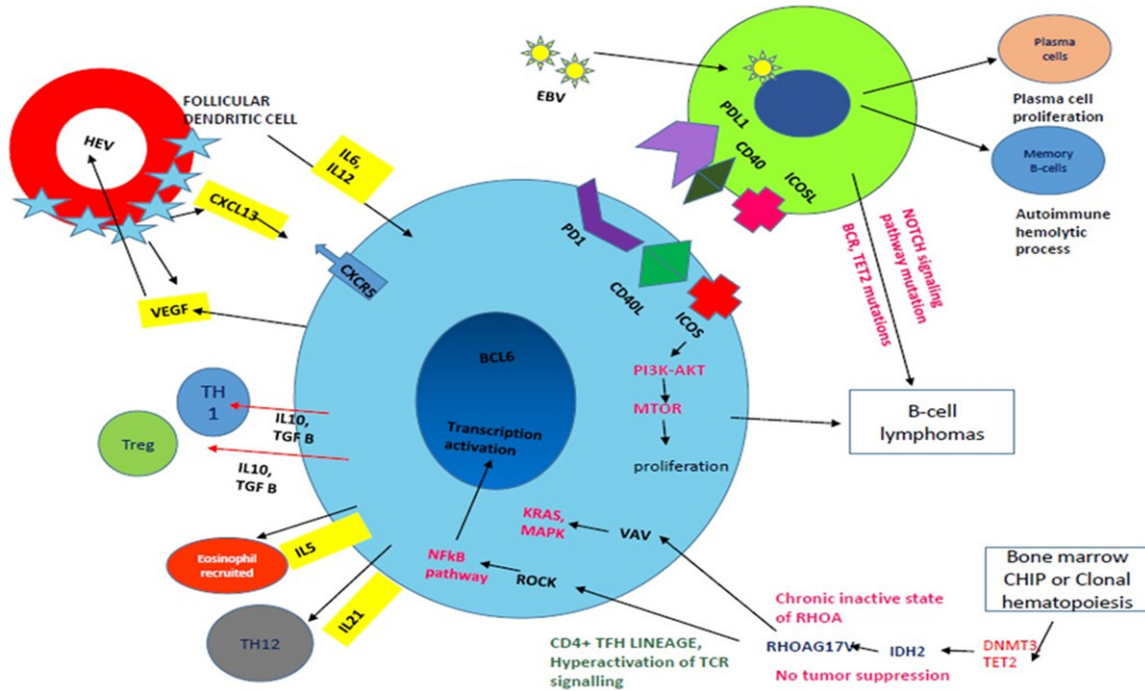 EBV
Plasma
cells
Plasma cell
proliferation
Memory
B-cells
Autoimmune
hemolytic
process
PDL1
CD40
ICOSL
NOTCH signaling
pathway mutation
BCR, TET2 mutations
B-cell
lymphomas
FOLLICULAR
DENDRITIC CELL
HEV
IL6,
IL12
CXCL13
CXCR5
VEGF
PD1
CD40L
ICOS
PI3K-AKT
MTOR
proliferation
BCL6
Transcription
activation
TH
1
IL10,
TGF B
Treg
IL10,
TGF B
Eosinophil
recruited
IL5
TH12
IL21
KRAS,
MAPK
VAV
NFkB
pathway
ROCK
CD4+ TFH LINEAGE,
Hyperactivation of TCR
signalling
Chronic inactive state
of RHOA
RHOAG17V
No tumor suppression
IDH2
DNMT3
TET2
Bone marrow
CHIP or Clonal
hematopoiesis